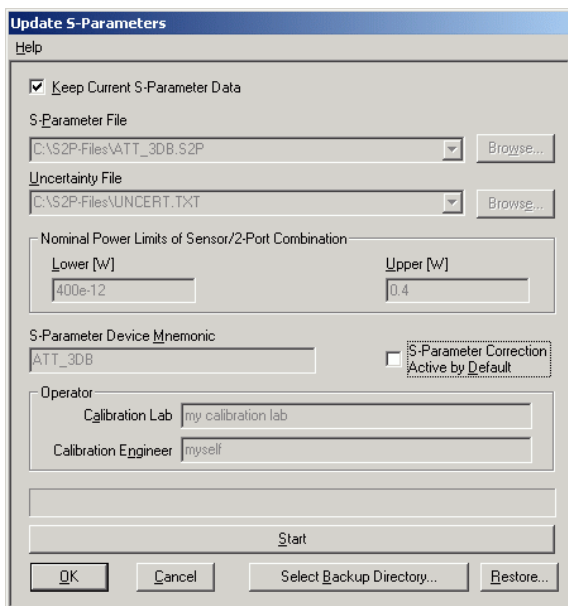 Update S-Parameters
Help
Keep Current S-Parameter Data
S-Parameter File
C:\S2P-Files\ATT_3DB.S2P
Browse...
Uncertainty File
C:\S2P-Files\UNCERT.TXT
Browse...
Nominal Power Limits of Sensor/2-Port Combination
Lower [W]
Upper [W]
400e-12
0.4
S-Parameter Device Mnemonic
ATT_3DB
S-Parameter Correction
Active by Default
Operator
Calibration Lab
my calibration lab
Calibration Engineer
myself
Start
OK
Cancel
Select Backup Directory...
Restore...